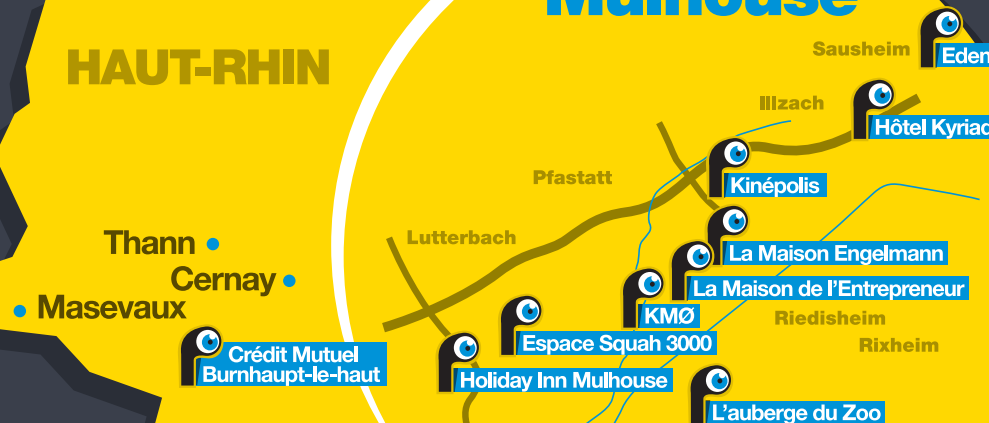 Mulhouse
HAUT-RHIN
Sausheim
Eden
Illzach
Hôtel Kyriad
Pfastatt
Kinépolis
Lutterbach
Thann
La Maison Engelmann
Cernay
La Maison de l'Entrepreneur
Masevaux
KMØ
Riedisheim
Espace Squah 3000
Rixheim
Crédit Mutuel
Burnhaupt-le-haut
Holiday Inn Mulhouse
L'auberge du Zoo